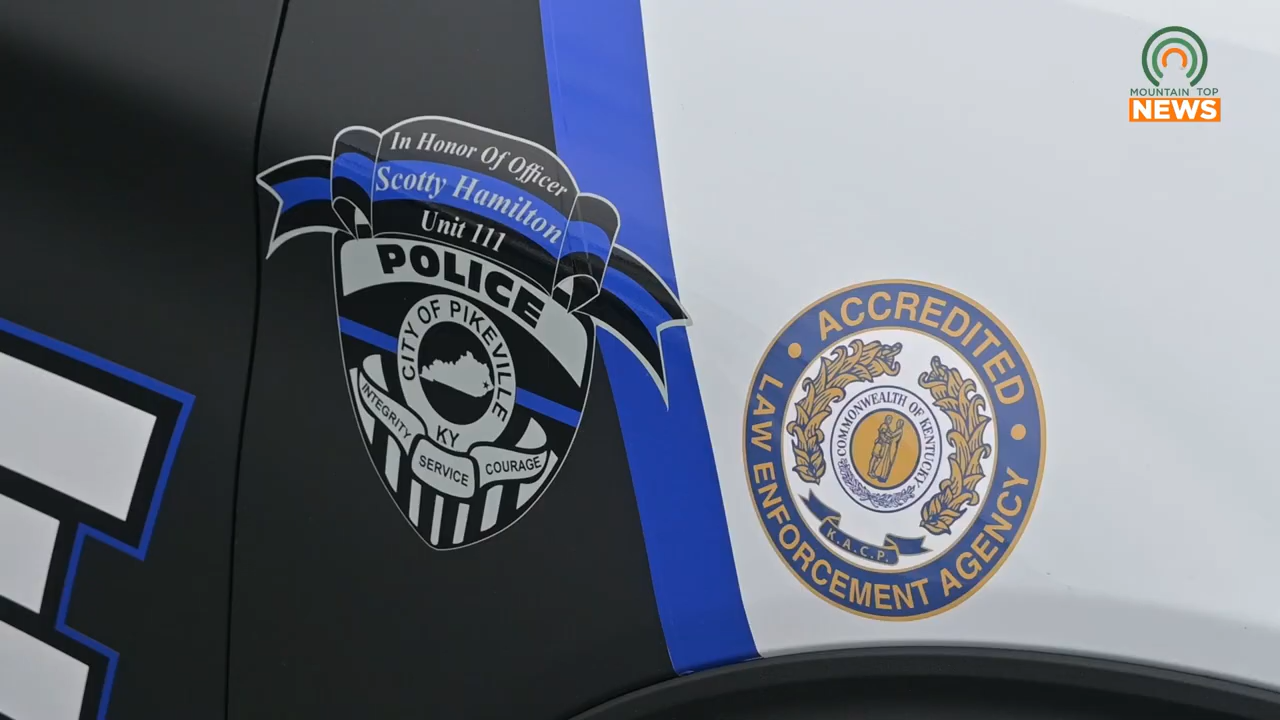 MOUNTAIN TOP
NEWS
In Honor Of Officer
Scotty Hamilton
Unit 111
POLICE
CITY OF PIKEVILLE
KY
INTEGRITY
SERVICE
COURAGE
ACCREDITED
LAW ENFORCEMENT AGENCY
COMMONWEALTH OF KENTUCKY
K.A.C.P.